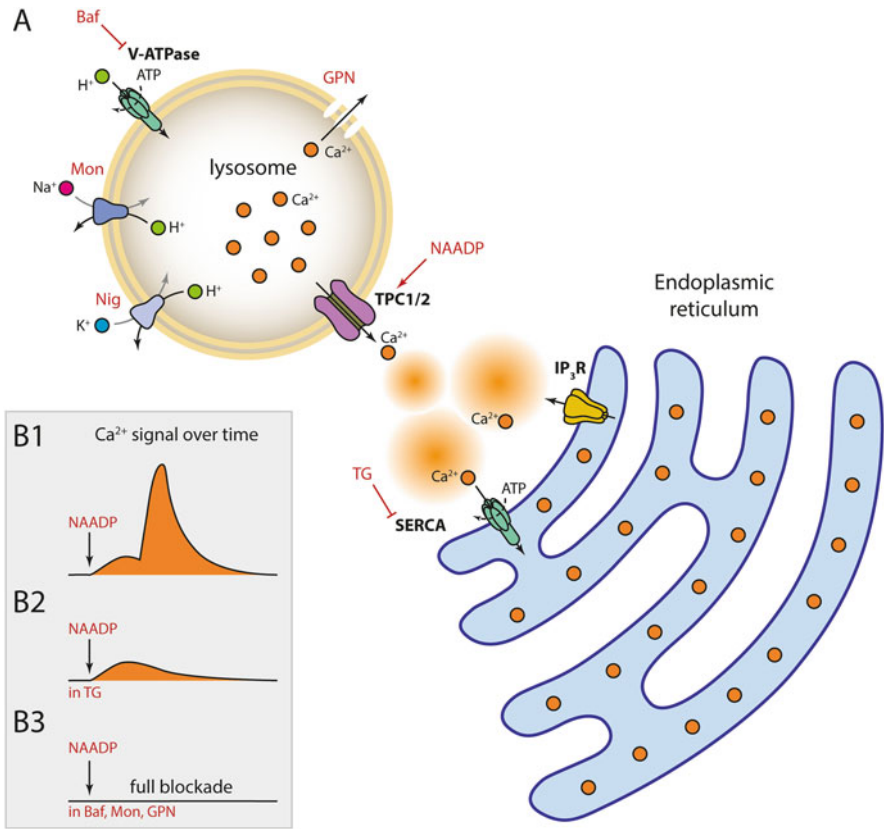 A
Baf
V-ATPase
ATP
H⁺
GPN
Ca²⁺
lysosome
Mon
Na⁺
H⁺
Ca²⁺
NAADP
Nig
H⁺
K⁺
TPC1/2
Ca²⁺
Endoplasmic
reticulum
IP₃R
Ca²⁺
TG
Ca²⁺
ATP
SERCA
B1
Ca²⁺ signal over time
NAADP
B2
NAADP
in TG
B3
NAADP
full blockade
in Baf, Mon, GPN